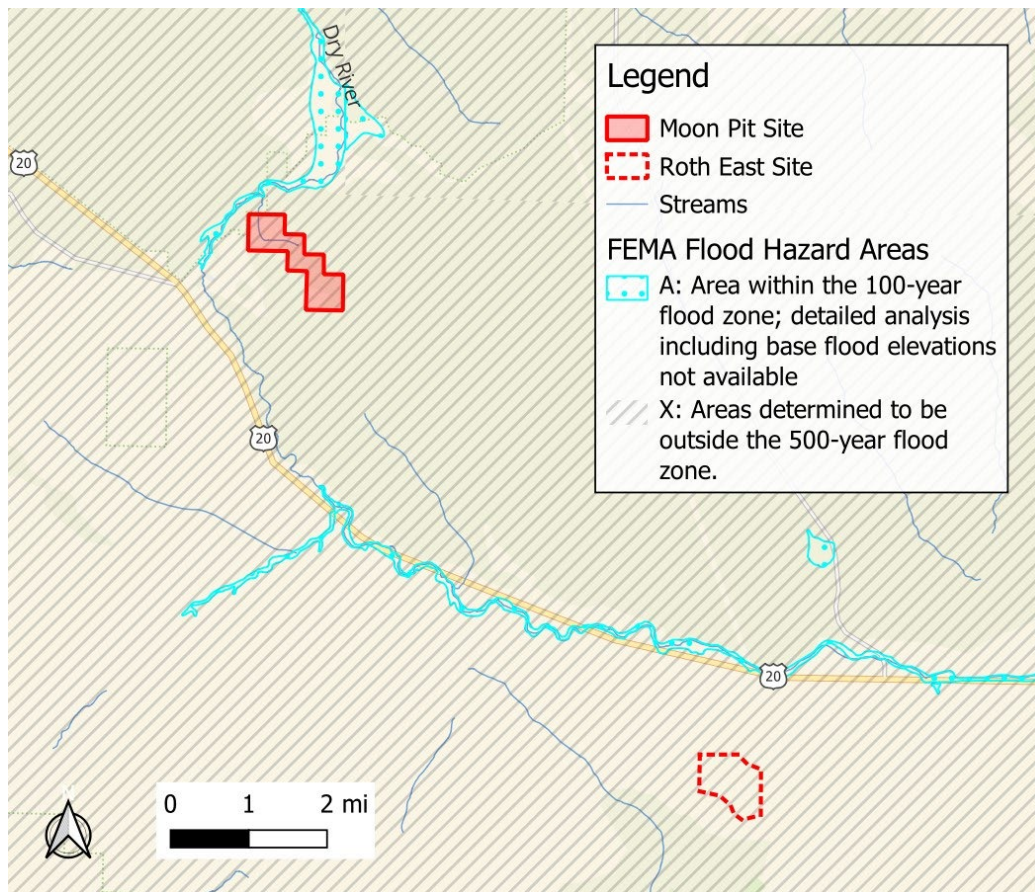 Dry River
20
Legend
Moon Pit Site
Roth East Site
Streams
FEMA Flood Hazard Areas
A: Area within the 100-year
flood zone; detailed analysis
including base flood elevations
not available
X: Areas determined to be
outside the 500-year flood
zone.
20
20
0 1 2 mi